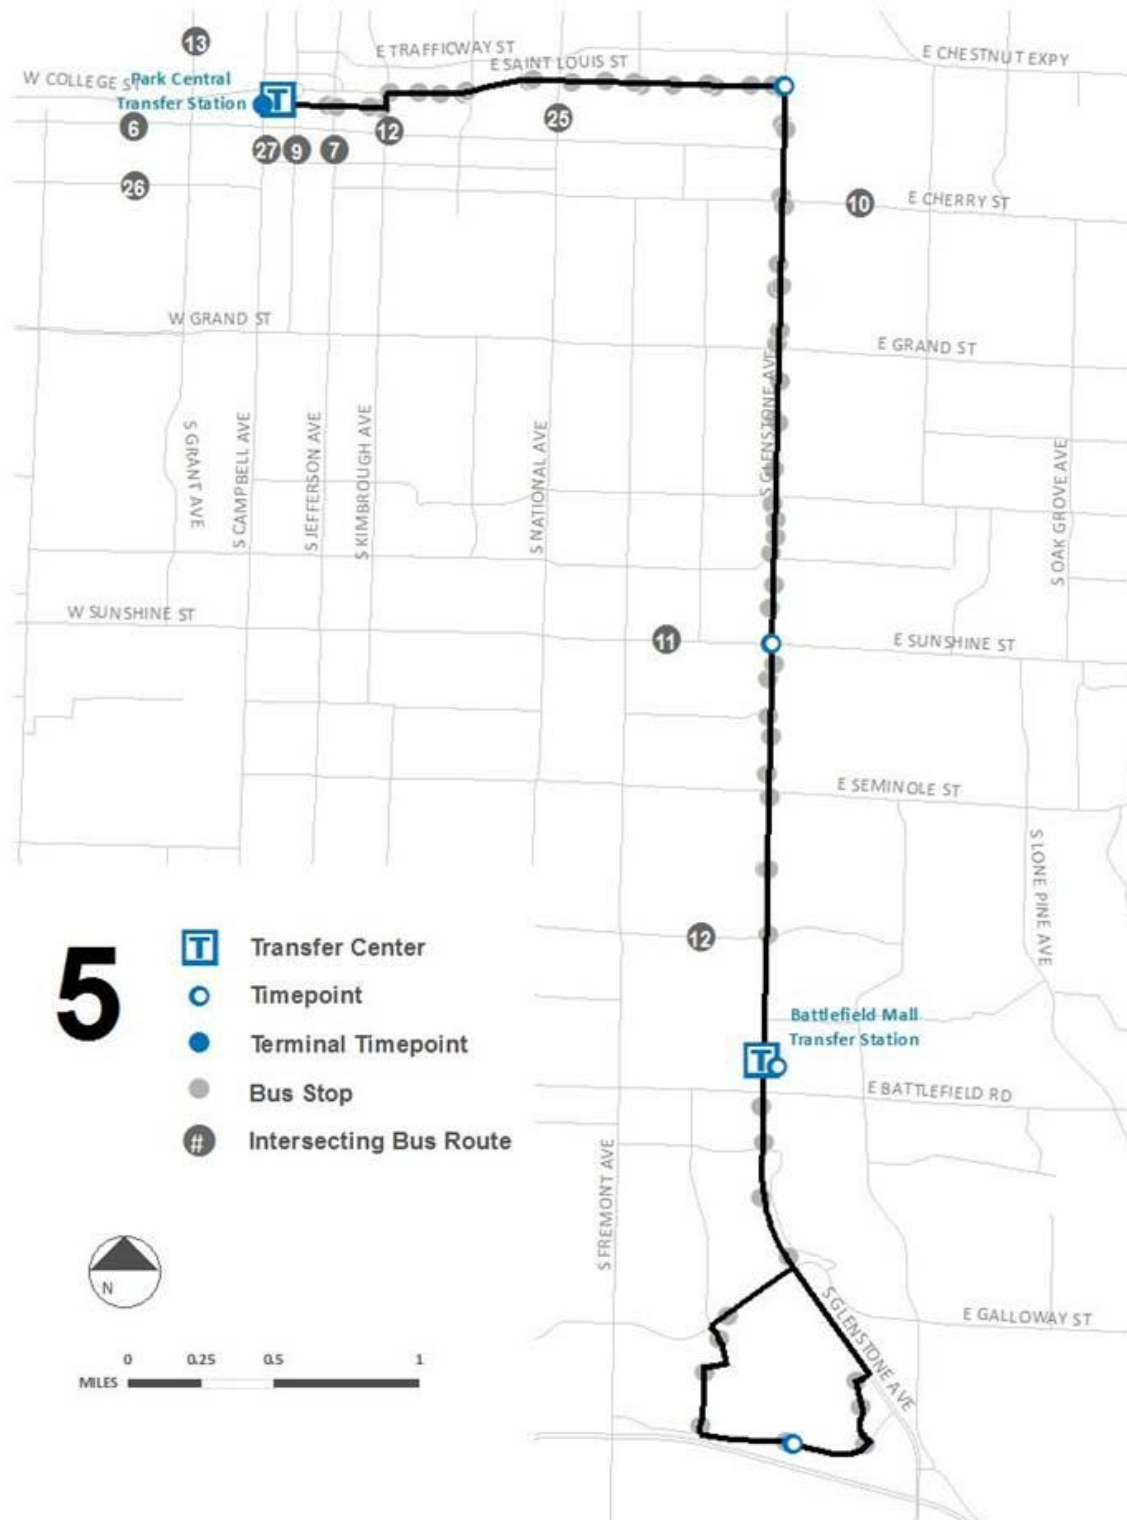 13
E TRAFFICWAY ST
E SAINT LOUIS ST
E CHESTNUT EXPY
W COLLEGE ST
Park Central
Transfer Station
T
6
12
25
27
9
7
26
10
E CHERRY ST
W GRAND ST
E GRAND ST
S GRANT AVE
S CAMPBELL AVE
S JEFFERSON AVE
S KIMBROUGH AVE
S NATIONAL AVE
S GLENSTONE AVE
S OAK GROVE AVE
W SUNSHINE ST
11
E SUNSHINE ST
E SEMINOLE ST
S LONE PINE AVE
12
5
T Transfer Center
Timepoint
Terminal Timepoint
Bus Stop
# Intersecting Bus Route
Battlefield Mall
Transfer Station
T
E BATTLEFIELD RD
S FREMONT AVE
S GLENSTONE AVE
E GALLOWAY ST
N
0 0.25 0.5 1
MILES